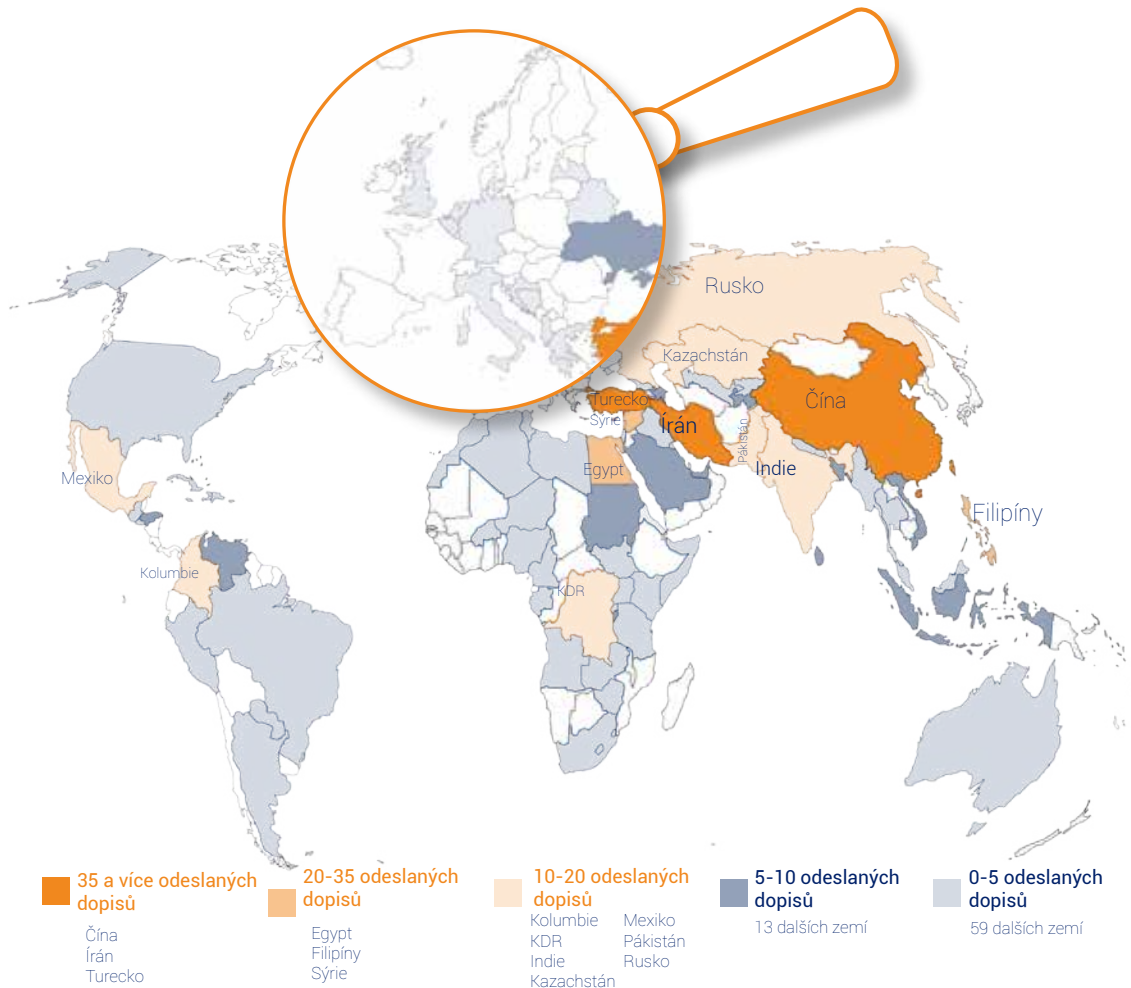 Rusko
Kazachstán
Čína
Turecko
Írán
Sýrie
Pákistán
Egypt
Indie
Mexiko
Filipíny
Kolumbie
KDR
35 a více odeslaných
dopisů
Čína
Írán
Turecko
20-35 odeslaných
dopisů
Egypt
Filipíny
Sýrie
10-20 odeslaných
dopisů
Kolumbie
KDR
Indie
Kazachstán
Mexiko
Pákistán
Rusko
5-10 odeslaných
dopisů
13 dalších zemí
0-5 odeslaných
dopisů
59 dalších zemí